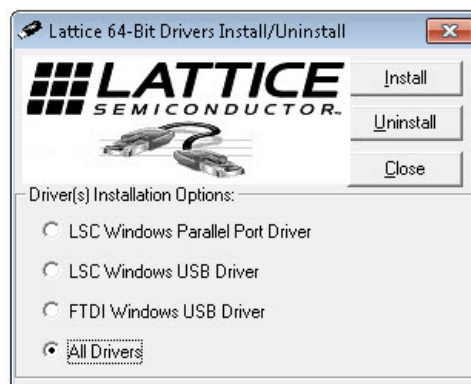 Lattice 64-Bit Drivers Install/Uninstall
LATTICE
SEMICONDUCTOR™
Install
Uninstall
Close
Driver(s) Installation Options:
LSC Windows Parallel Port Driver
LSC Windows USB Driver
FTDI Windows USB Driver
All Drivers